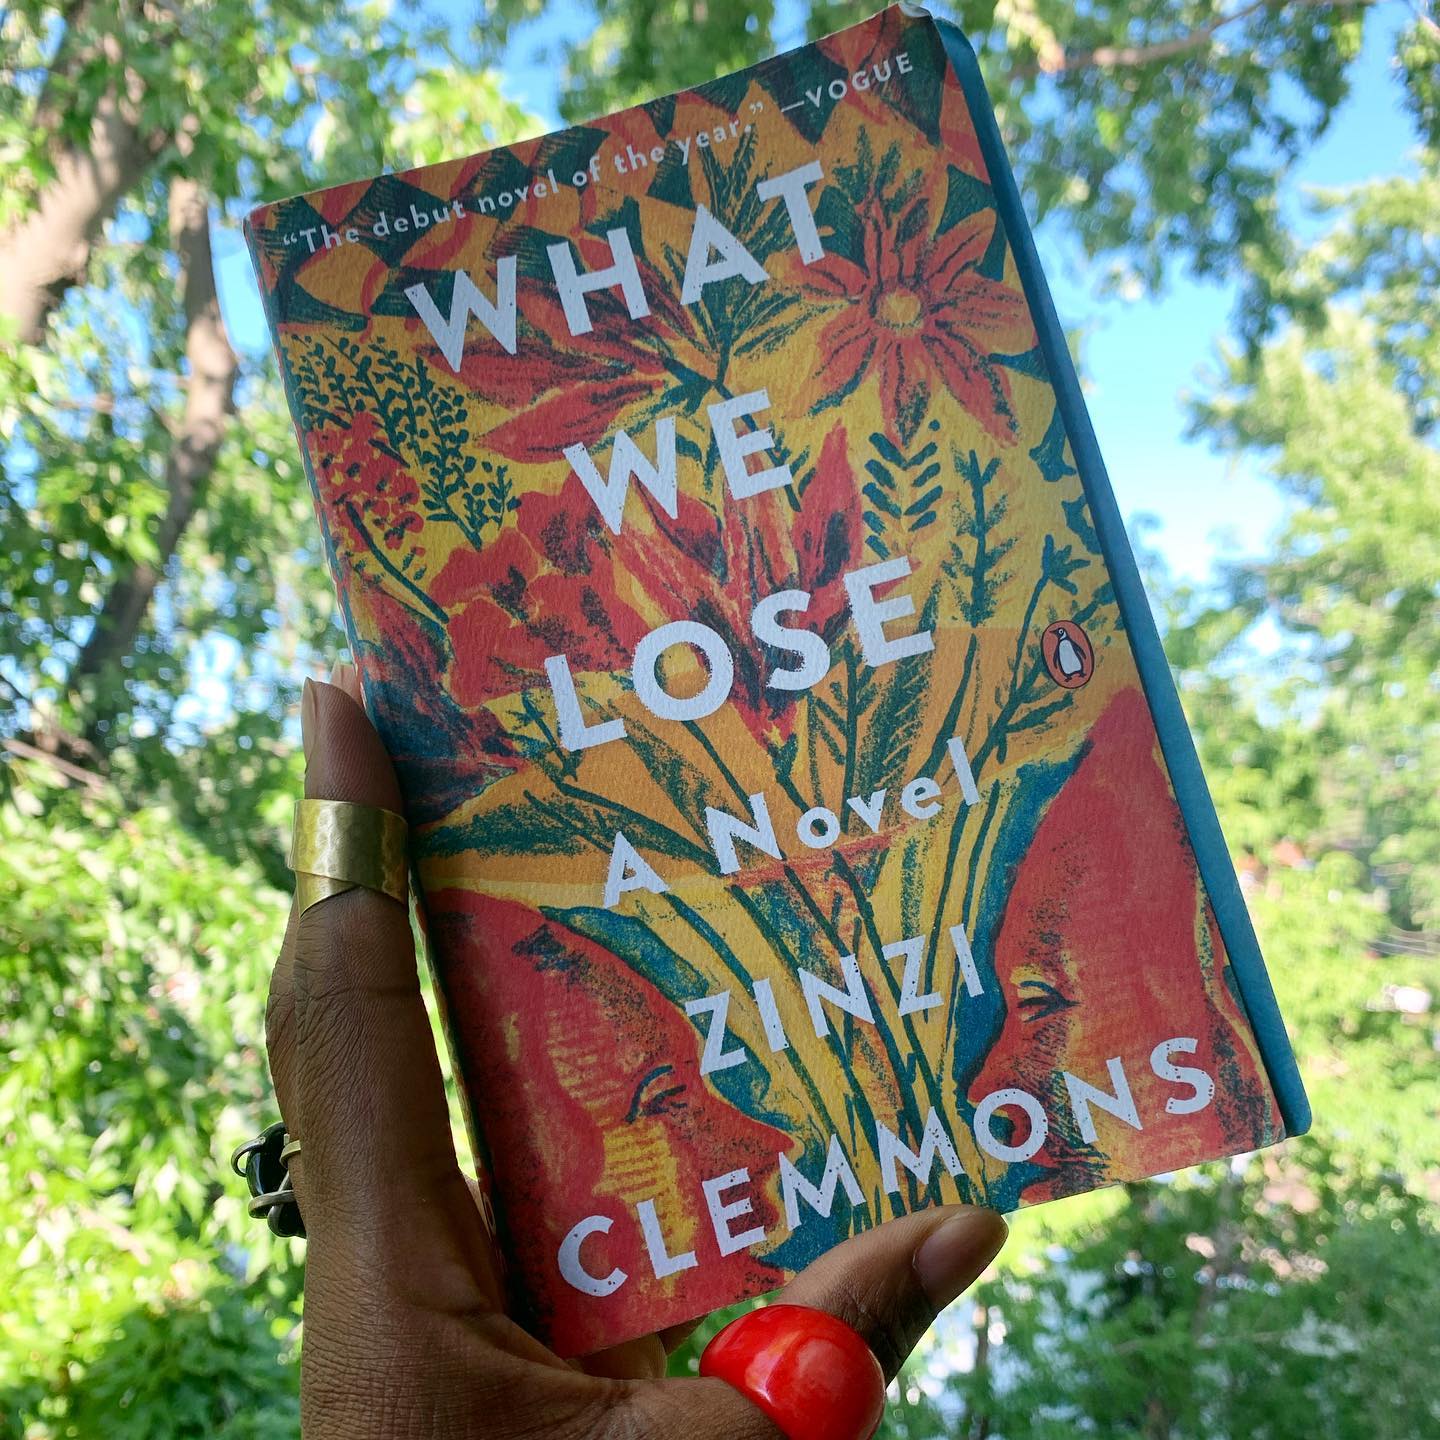 “The debut novel of the year.” —VOGUE
WHAT
WE
LOSE
A Novel
ZINZI
CLEMMONS